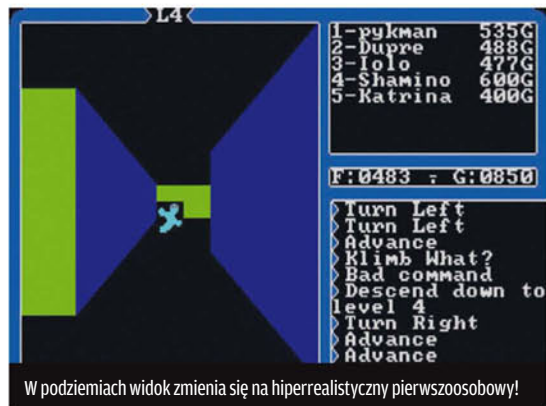 L4
1-pykman 535G
2-Dupre 488G
3-Iolo 477G
4-Shamino 600G
5-Katrina 400G
F:0483 - G:0850
Turn Left
Turn Left
Advance
Klimb What?
Bad command
Descend down to
level 4
Turn Right
Advance
Advance
W podziemiach widok zmienia się na hiperrealistyczny pierwszoosobowy!